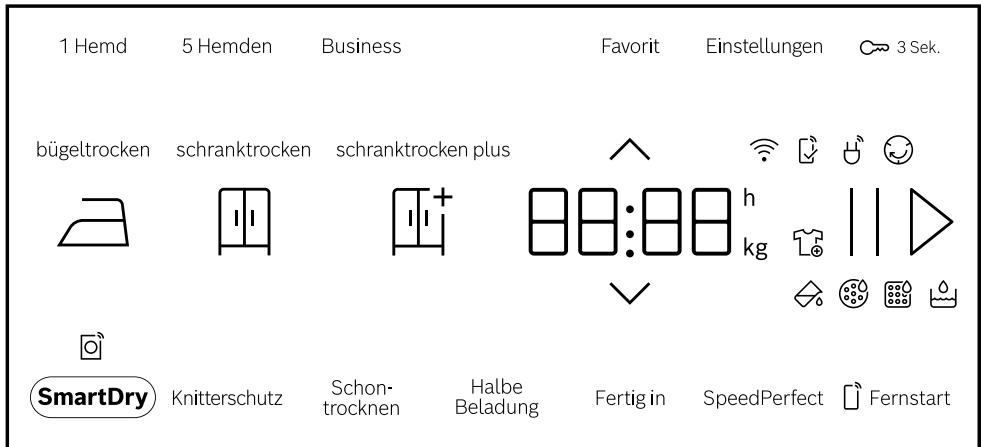 1 Hemd
5 Hemden
Business
Favorit
Einstellungen
3 Sek.
bügeltrocken
schranktrocken
schranktrocken plus
88:88
h
kg
SmartDry
Knitterschutz
Schon-
trocknen
Halbe
Beladung
Fertig in
SpeedPerfect
Fernstart